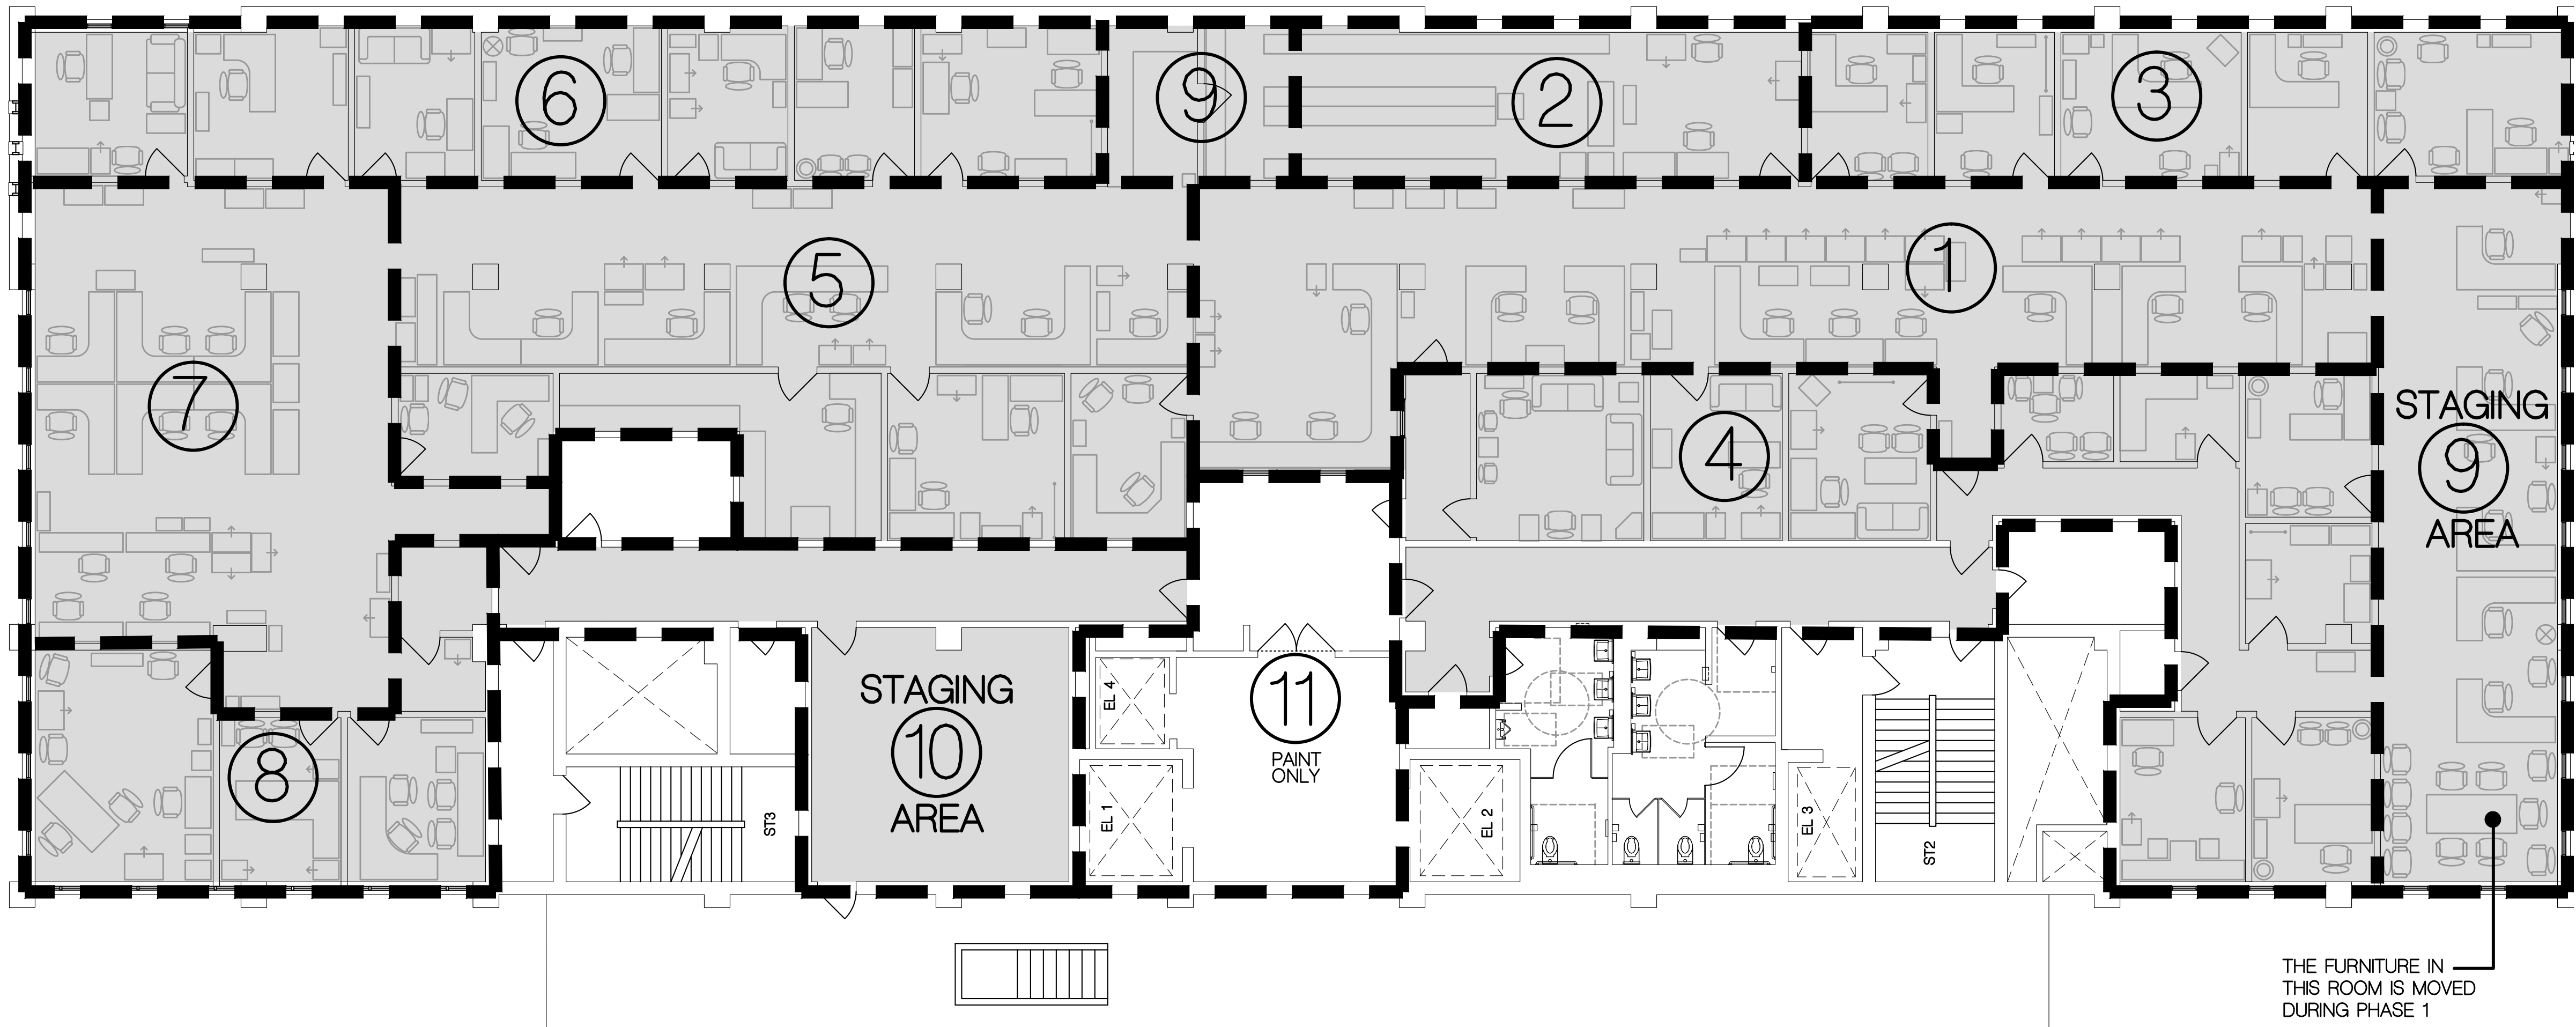 6
9
2
3
5
1
7
4
STAGING
9
AREA
8
STAGING
10
AREA
11
PAINT
ONLY
EL 4
EL 1
EL 2
EL 3
ST3
ST2
THE FURNITURE IN
THIS ROOM IS MOVED
DURING PHASE 1